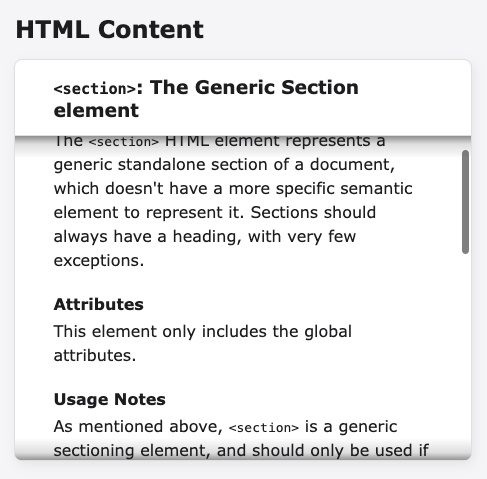 HTML Content
<section>: The Generic Section
element
The <section> HTML element represents a
generic standalone section of a document,
which doesn't have a more specific semantic
element to represent it. Sections should
always have a heading, with very few
exceptions.
Attributes
This element only includes the global
attributes.
Usage Notes
As mentioned above, <section> is a generic
sectioning element, and should only be used if